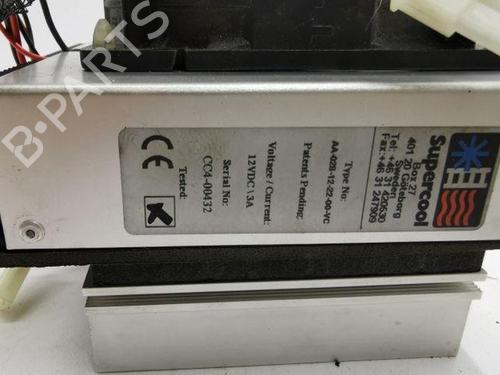 Supercool
Box 27
401 20 Göteborg
Sweden
Tel: +46 31 420530
Fax:+46 31 247909
Type No:
AA-028-12-22-00-VC
Patents Pending:
Voltage / Current:
12VDC \ 3A
Serial No:
CC4-00432
Tested:
CE
B-PARTS